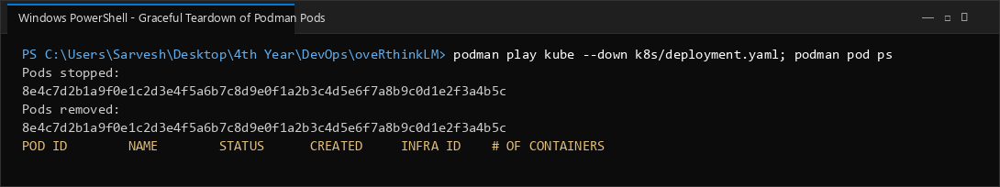 Windows PowerShell - Graceful Teardown of Podman Pods
PS C:\Users\Sarvesh\Desktop\4th Year\DevOps\oveRthinkLM> podman play kube --down k8s/deployment.yaml; podman pod ps
Pods stopped:
8e4c7d2b1a9f0e1c2d3e4f5a6b7c8d9e0f1a2b3c4d5e6f7a8b9c0d1e2f3a4b5c
Pods removed:
8e4c7d2b1a9f0e1c2d3e4f5a6b7c8d9e0f1a2b3c4d5e6f7a8b9c0d1e2f3a4b5c
POD ID        NAME        STATUS      CREATED     INFRA ID    # OF CONTAINERS